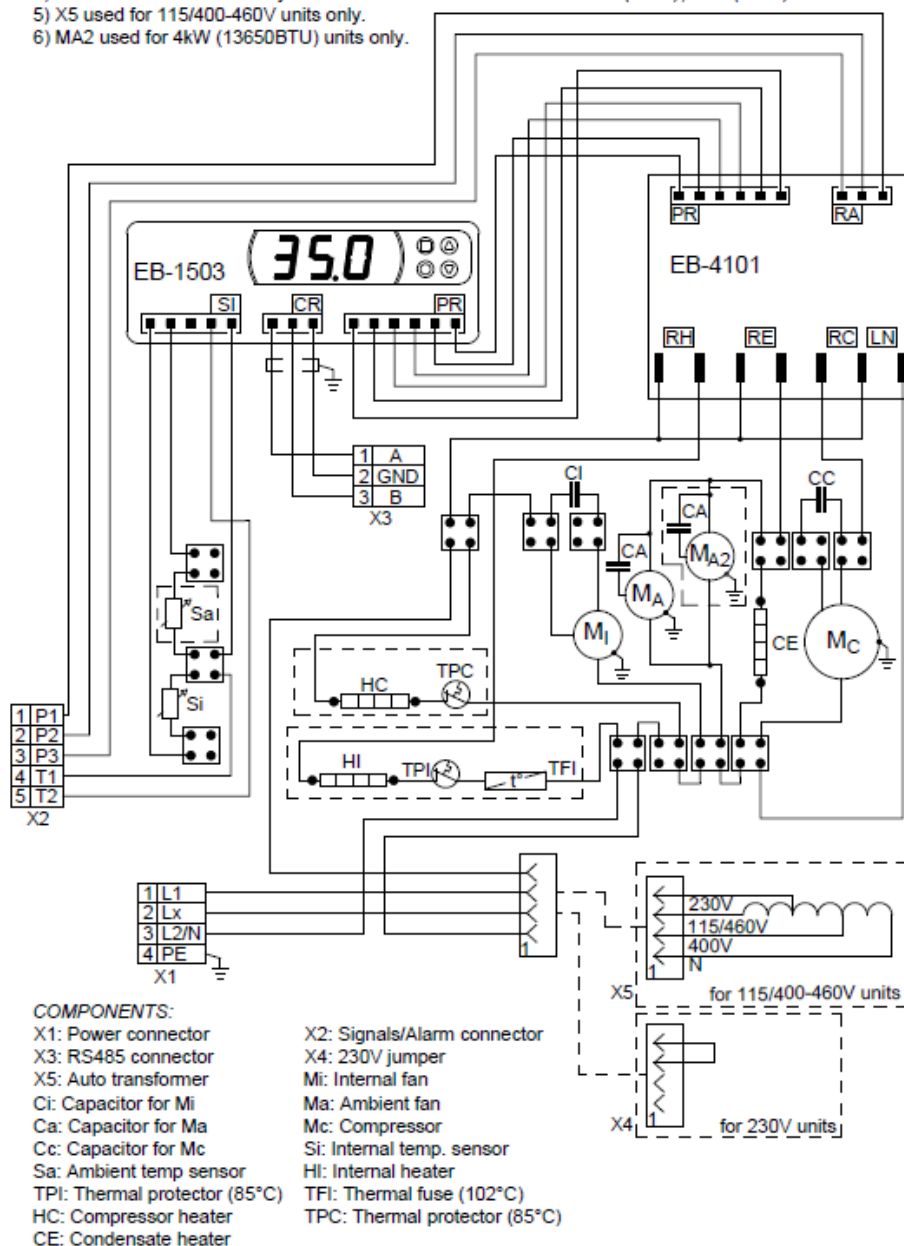 5) X5 used for 115/400-460V units only.
6) MA2 used for 4kW (13650BTU) units only.
PR
RA
EB-4101
EB-1503
35.0
SI
CR
PR
RH
RE
RC
LN
1 A
2 GND
3 B
X3
CI
CC
CA
CA
MA2
MA
MI
CE
MC
Sa
Si
HC
TPC
HI
TPI
t°
TFI
1 P1
2 P2
3 P3
4 T1
5 T2
X2
1 L1
2 Lx
3 L2/N
4 PE
X1
1
230V
115/460V
400V
N
1
X5
for 115/400-460V units
1
X4
for 230V units
COMPONENTS:
X1: Power connector
X2: Signals/Alarm connector
X3: RS485 connector
X4: 230V jumper
X5: Auto transformer
Mi: Internal fan
Ci: Capacitor for Mi
Ma: Ambient fan
Ca: Capacitor for Ma
Mc: Compressor
Cc: Capacitor for Mc
Si: Internal temp. sensor
Sa: Ambient temp sensor
HI: Internal heater
TPI: Thermal protector (85°C)
TFI: Thermal fuse (102°C)
HC: Compressor heater
TPC: Thermal protector (85°C)
CE: Condensate heater